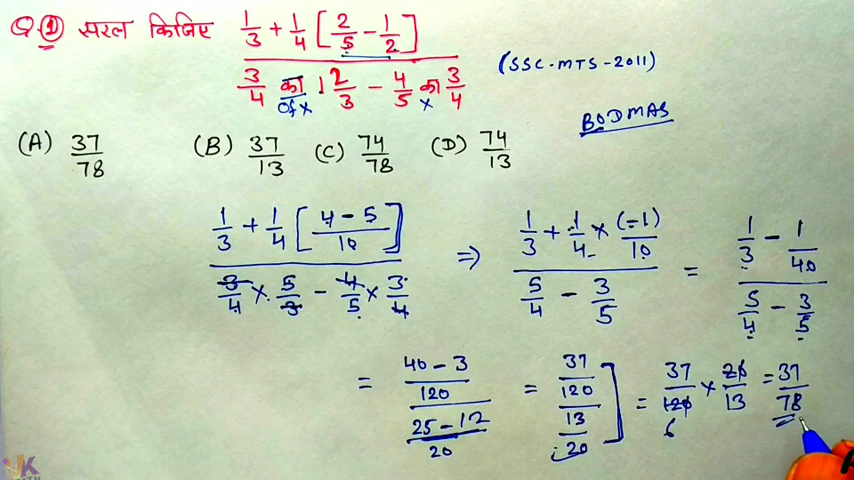 Q.① सरल किजिए 1/3 + 1/4 [2/5 − 1/2]
3/4 का 1 2/3 − 4/5 का 3/4 (SSC-MTS-2011)
of x x
BODMAS
(A) 37/78 (B) 37/13 (C) 74/78 (D) 74/13
1/3 + 1/4 [4 − 5/10] ⇒ 1/3 + 1/4 × (−1)/10 = 1/3 − 1/40
3/4 × 5/3 − 4/5 × 3/4 5/4 − 3/5 5/4 − 3/5
= 40 − 3/120 = 37/120 = 37/120 × 20/13 = 37/78
25 − 12/20 13/20 6